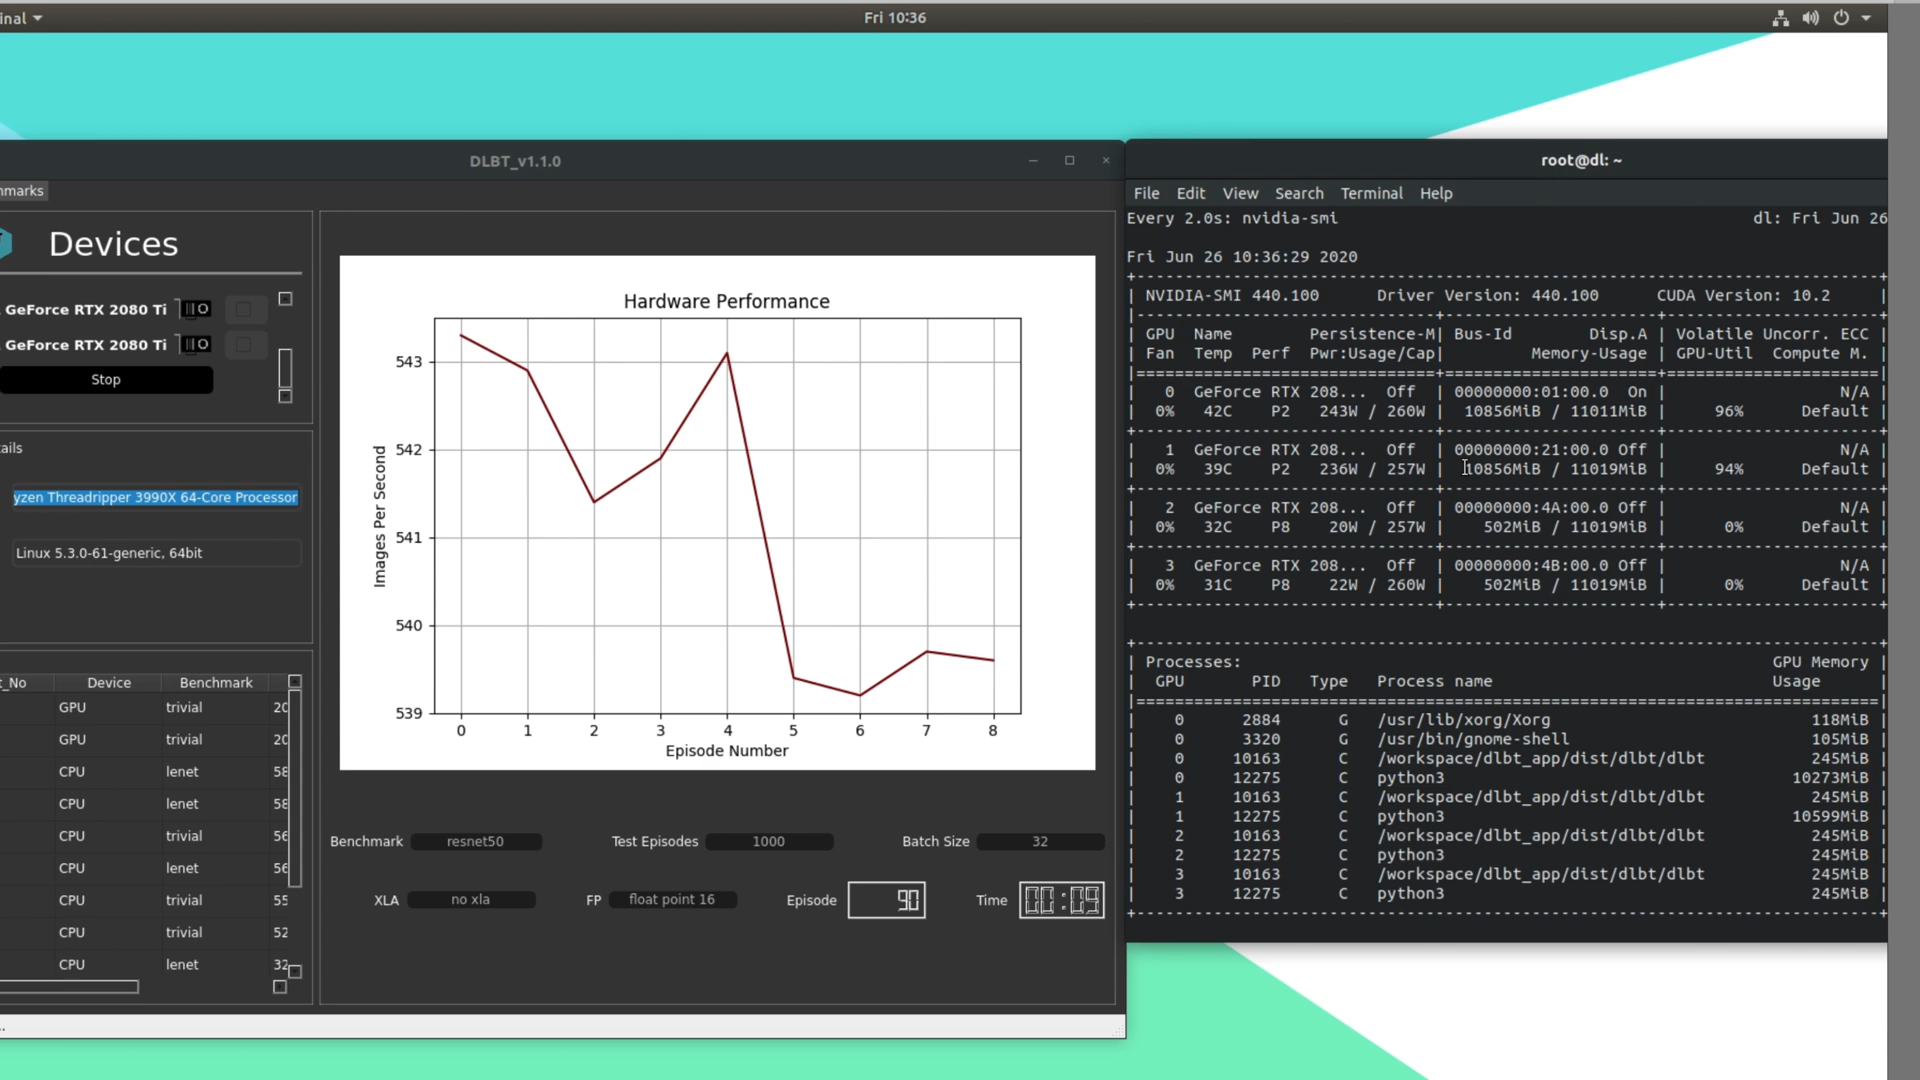 inal
Fri 10:36
DLBT_v1.1.0
nmarks
Devices
GeForce RTX 2080 Ti
GeForce RTX 2080 Ti
Stop
ails
yzen Threadripper 3990X 64-Core Processor
Linux 5.3.0-61-generic, 64bit
t_No Device Benchmark
GPU trivial 20
GPU trivial 20
CPU lenet 58
CPU lenet 58
CPU trivial 56
CPU lenet 56
CPU trivial 55
CPU trivial 52
CPU lenet 32
Hardware Performance
Images Per Second
543
542
541
540
539
0 1 2 3 4 5 6 7 8
Episode Number
Benchmark resnet50 Test Episodes 1000 Batch Size 32
XLA no xla FP float point 16 Episode 90 Time 00:09
root@dl: ~
File Edit View Search Terminal Help
Every 2.0s: nvidia-smi dl: Fri Jun 26
Fri Jun 26 10:36:29 2020
+-----------------------------------------------------------------------------+
| NVIDIA-SMI 440.100      Driver Version: 440.100      CUDA Version: 10.2     |
|-------------------------------+----------------------+----------------------+
| GPU  Name        Persistence-M| Bus-Id        Disp.A | Volatile Uncorr. ECC |
| Fan  Temp  Perf  Pwr:Usage/Cap|         Memory-Usage | GPU-Util  Compute M. |
|===============================+======================+======================|
|   0  GeForce RTX 208...  Off  | 00000000:01:00.0  On |                  N/A |
|  0%   42C    P2   243W / 260W |  10856MiB / 11011MiB |     96%      Default |
+-------------------------------+----------------------+----------------------+
|   1  GeForce RTX 208...  Off  | 00000000:21:00.0 Off |                  N/A |
|  0%   39C    P2   236W / 257W |  10856MiB / 11019MiB |     94%      Default |
+-------------------------------+----------------------+----------------------+
|   2  GeForce RTX 208...  Off  | 00000000:4A:00.0 Off |                  N/A |
|  0%   32C    P8    20W / 257W |    502MiB / 11019MiB |      0%      Default |
+-------------------------------+----------------------+----------------------+
|   3  GeForce RTX 208...  Off  | 00000000:4B:00.0 Off |                  N/A |
|  0%   31C    P8    22W / 260W |    502MiB / 11019MiB |      0%      Default |
+-------------------------------+----------------------+----------------------+
+-----------------------------------------------------------------------------+
| Processes:                                                       GPU Memory |
|  GPU       PID   Type   Process name                             Usage      |
|=============================================================================|
|    0      2884      G   /usr/lib/xorg/Xorg                           118MiB |
|    0      3320      G   /usr/bin/gnome-shell                         105MiB |
|    0     10163      C   /workspace/dlbt_app/dist/dlbt/dlbt           245MiB |
|    0     12275      C   python3                                    10273MiB |
|    1     10163      C   /workspace/dlbt_app/dist/dlbt/dlbt           245MiB |
|    1     12275      C   python3                                    10599MiB |
|    2     10163      C   /workspace/dlbt_app/dist/dlbt/dlbt           245MiB |
|    2     12275      C   python3                                      245MiB |
|    3     10163      C   /workspace/dlbt_app/dist/dlbt/dlbt           245MiB |
|    3     12275      C   python3                                      245MiB |
+-----------------------------------------------------------------------------+